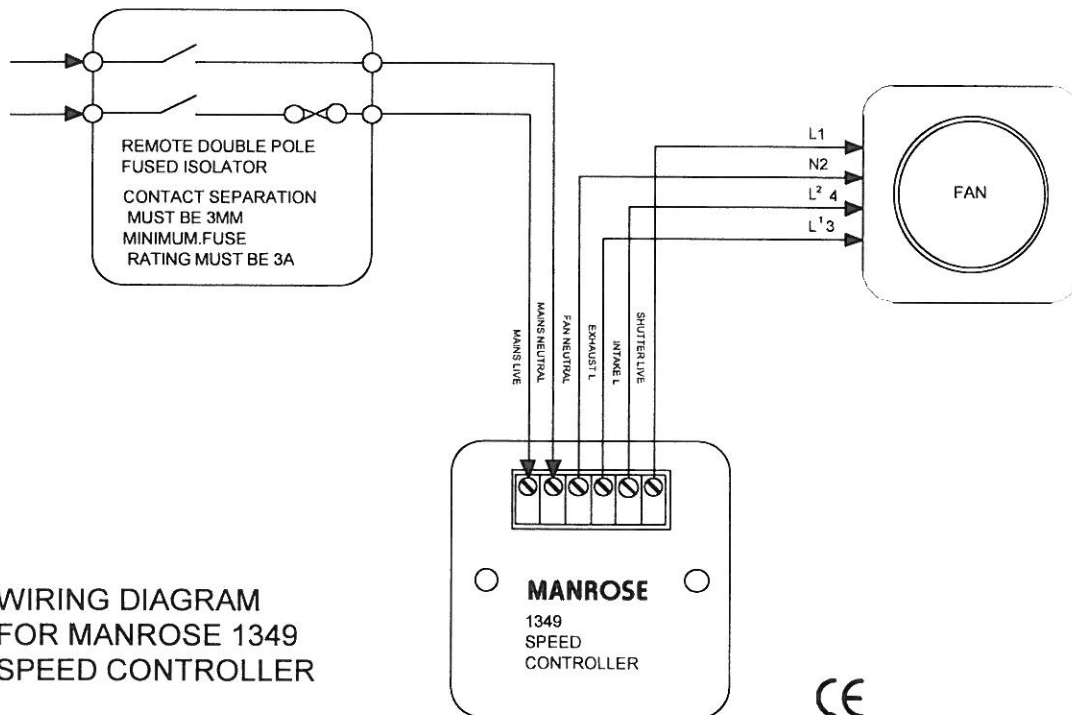 REMOTE DOUBLE POLE
FUSED ISOLATOR
CONTACT SEPARATION
MUST BE 3MM
MINIMUM.FUSE
RATING MUST BE 3A
L1
N2
L² 4
L¹3
FAN
MAINS LIVE
MAINS NEUTRAL
FAN NEUTRAL
EXHAUST L
INTAKE L
SHUTTER LIVE
MANROSE
1349
SPEED
CONTROLLER
WIRING DIAGRAM
FOR MANROSE 1349
SPEED CONTROLLER
CE